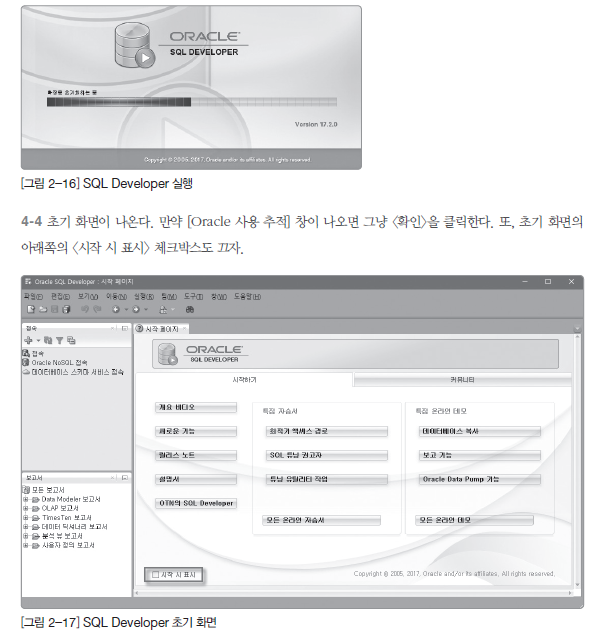 ORACLE
SQL DEVELOPER
Version 17.2.0
Copyright © 2005, 2017, Oracle and/or its affiliates. All rights reserved.
[그림 2-16] SQL Developer 실행
4-4 초기 화면이 나온다. 만약 [Oracle 사용 추적] 창이 나오면 그냥 〈확인〉을 클릭한다. 또, 초기 화면의
아래쪽의 〈시작 시 표시〉 체크박스도 끄자.
Oracle SQL Developer : 시작 페이지
파일(F) 편집(E) 보기(V) 이동(N) 실행(R) 팀(M) 도구(T) 창(W) 도움말(H)
접속
시작 페이지
접속
Oracle NoSQL 접속
데이터베이스 스키마 서비스 접속
ORACLE
SQL DEVELOPER
시작하기
커뮤니티
개요 비디오
새로운 기능
릴리스 노트
설명서
OTN의 SQL Developer
특집 자습서
최적기 액세스 경로
SQL 튜닝 권고자
튜닝 유틸리티 작업
모든 온라인 자습서
특집 온라인 데모
데이터베이스 복사
보고 기능
Oracle Data Pump 기능
모든 온라인 데모
보고서
모든 보고서
Data Modeler 보고서
OLAP 보고서
TimesTen 보고서
데이터 딕셔너리 보고서
분석 뷰 보고서
사용자 정의 보고서
시작 시 표시
Copyright © 2005, 2017, Oracle and/or its affiliates. All rights reserved.
[그림 2-17] SQL Developer 초기 화면